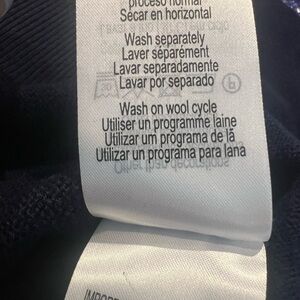 proceso normal
Secar en horizontal
Wash separately
Laver séparément
Lavar separadamente
Lavar por separado
Wash on wool cycle
Utiliser un programme laine
Utilizar um programa de lã
Utilizar un programa para lana